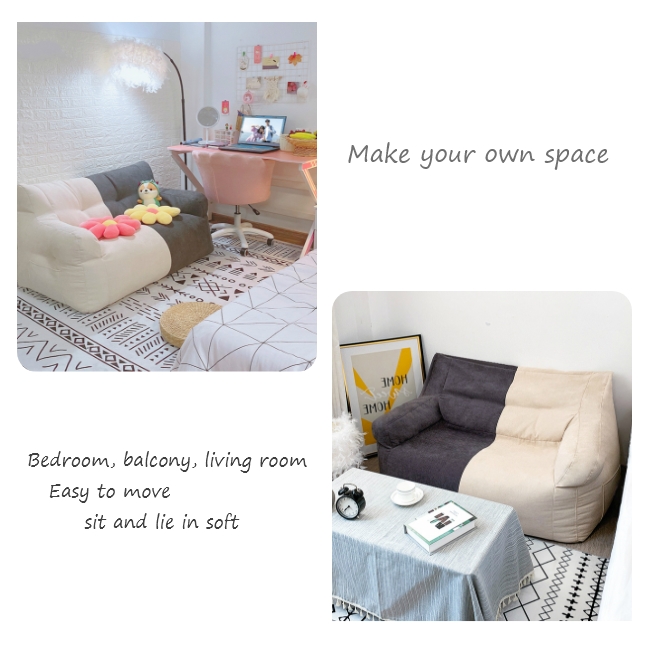 Make your own space
HOME
HOME
Bedroom, balcony, living room
Easy to move
sit and lie in soft